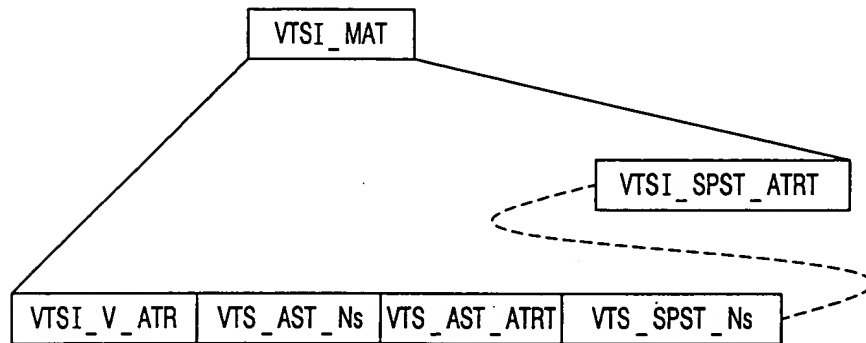 VTSI_MAT
VTSI_SPST_ATRT
VTSI_V_ATR VTS_AST_Ns VTS_AST_ATRT VTS_SPST_Ns